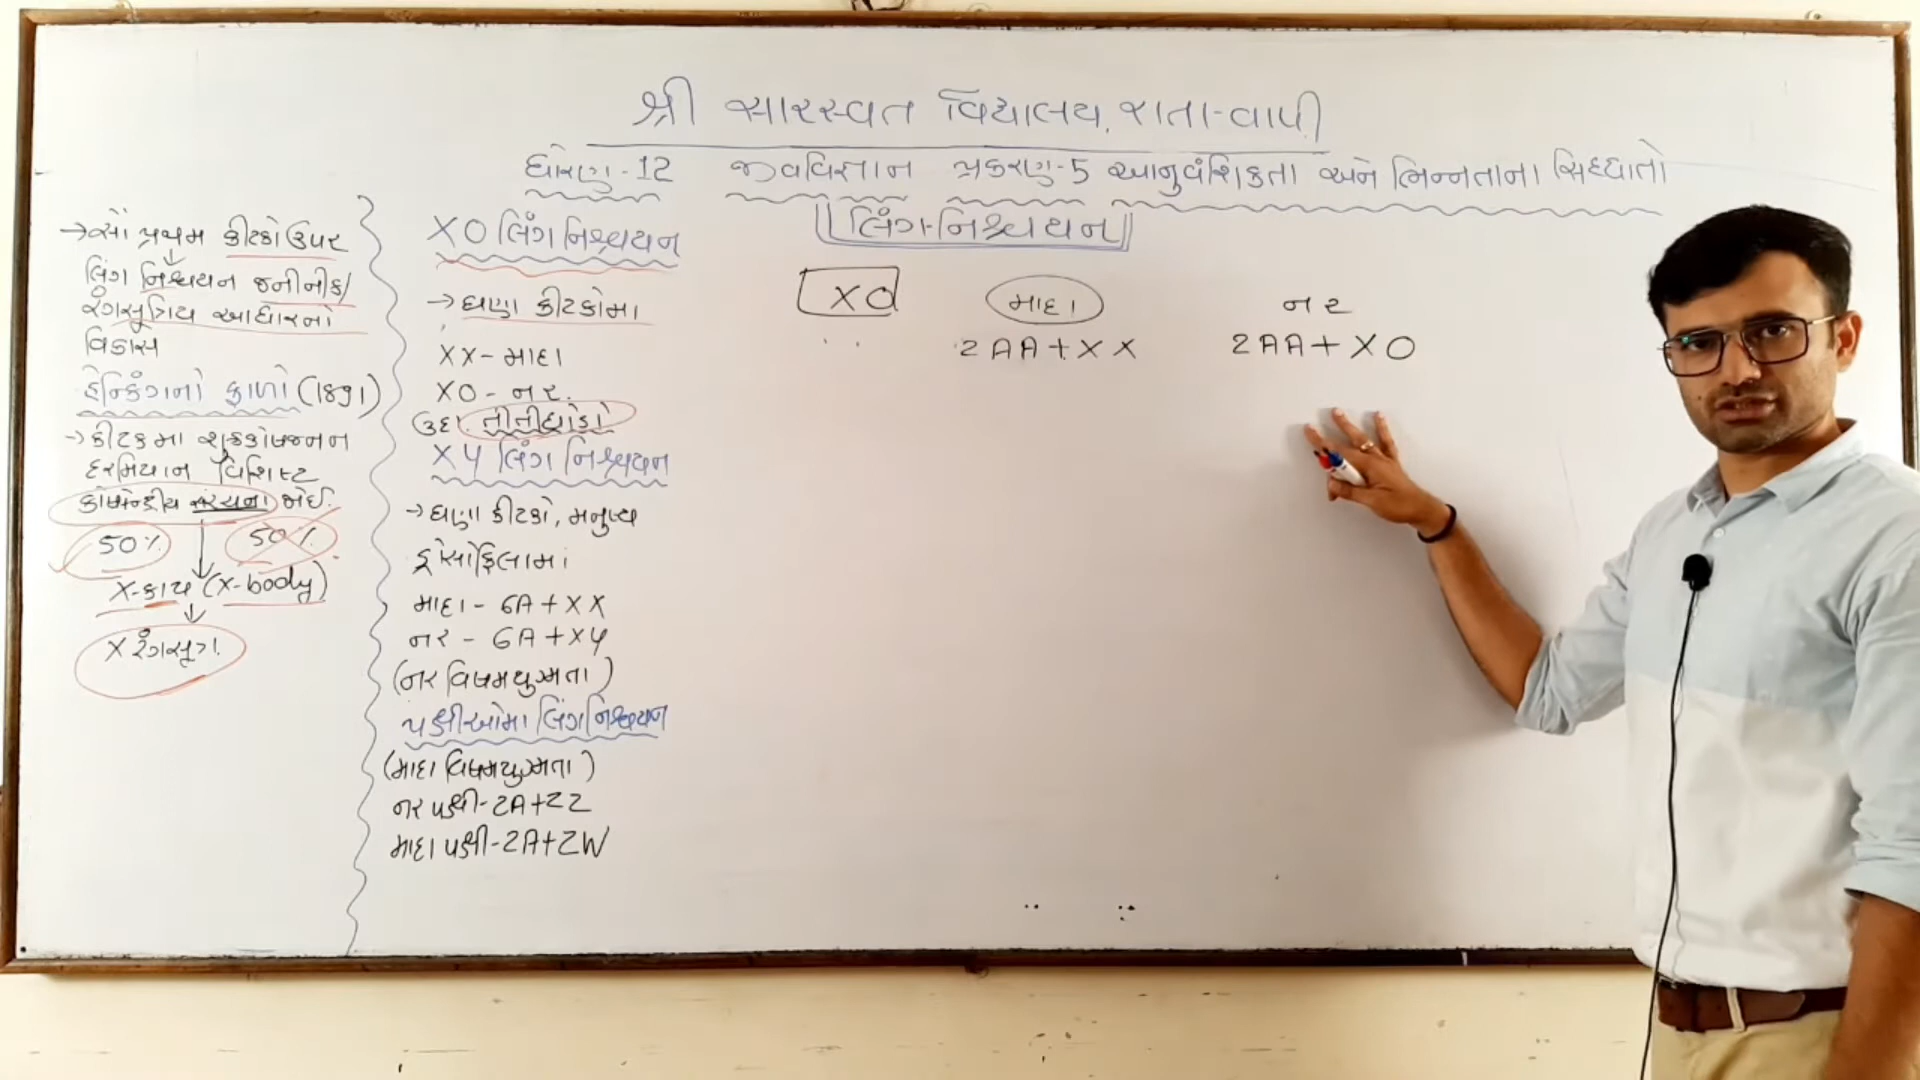 શ્રી સારસ્વત વિદ્યાલય, રાતા-વાપી
ધોરણ-12 જીવવિજ્ઞાન પ્રકરણ-5 આનુવંશિકતા અને ભિન્નતાના સિદ્ધાંતો
લિંગ-નિશ્ચયન
→ સૌ પ્રથમ કીટકો ઉપર
લિંગ નિશ્ચયન જનીનીક/
રંગસૂત્રિય આધારનો
વિકાસ
હેન્કિંગનો ફાળો (1891)
→ કીટકમા શુક્રકોષજનન
દરમિયાન વિશિષ્ટ
કોષકેન્દ્રીય સંરચના જોઈ.
50% 50%
X-કાય (X-body)
X રંગસૂત્ર.
XO લિંગ નિશ્ચયન
→ ઘણા કીટકોમા
XX - માદા
XO - નર.
ઉદા. તીતીઘોડો
XY લિંગ નિશ્ચયન
→ ઘણા કીટકો, મનુષ્ય
ડ્રોસોફિલામાં
માદા - 6A + XX
નર - 6A + XY
(નર વિષમયુગ્મતા)
પક્ષીઓમા લિંગ નિશ્ચયન
(માદા વિષમયુગ્મતા)
નર પક્ષી - 2A + ZZ
માદા પક્ષી - 2A + ZW
XO માદા નર
2AA + XX 2AA + XO